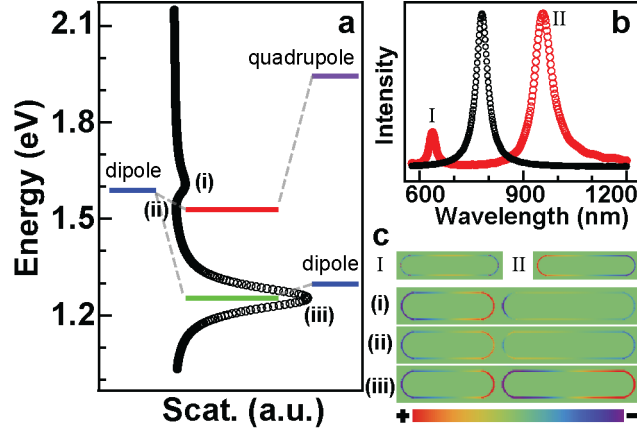 a
2.1
1.8
1.5
1.2
Energy (eV)
quadrupole
dipole
(i)
(ii)
dipole
(iii)
Scat. (a.u.)
b
II
I
Intensity
600
900
1200
Wavelength (nm)
c
I
II
(i)
(ii)
(iii)
+
-